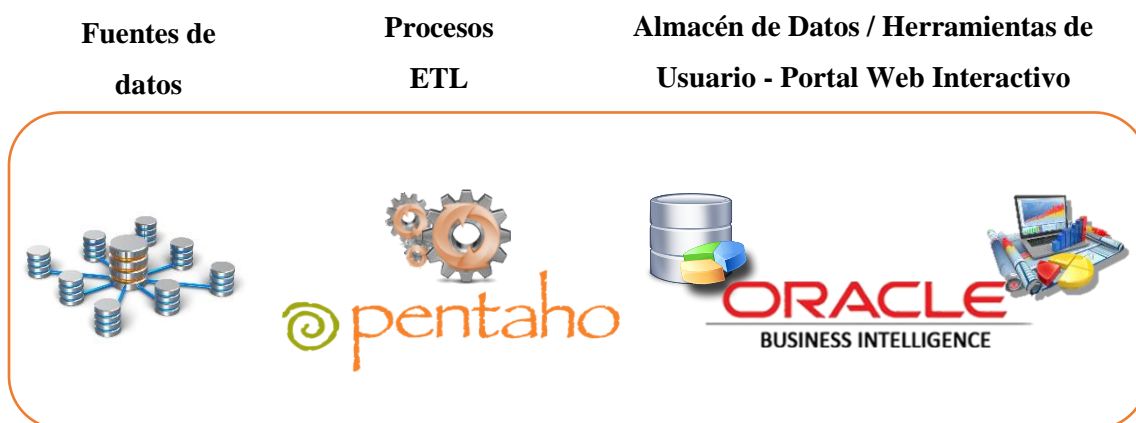 Fuentes de
datos
Procesos
ETL
Almacén de Datos / Herramientas de
Usuario - Portal Web Interactivo
pentaho
ORACLE
BUSINESS INTELLIGENCE